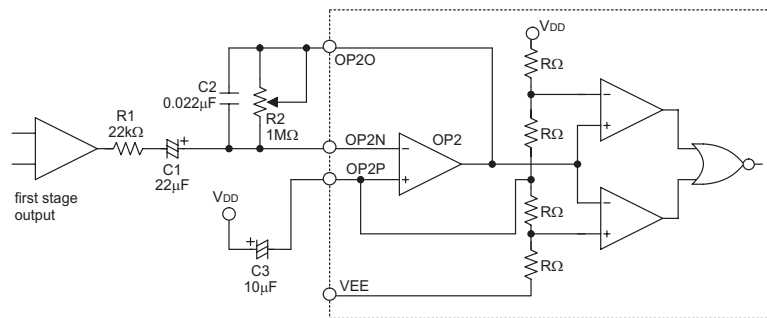 VDD
OP2O
RΩ
C2
0.022μF
R2
1MΩ
R1
22kΩ
RΩ
OP2N
OP2
C1
22μF
OP2P
first stage
output
VDD
RΩ
C3
10μF
VEE
RΩ